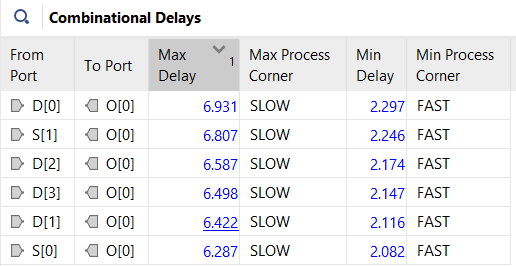 Combinational Delays
From Port To Port Max Delay 1 Max Process Corner Min Delay Min Process Corner
D[0] O[0] 6.931 SLOW 2.297 FAST
S[1] O[0] 6.807 SLOW 2.246 FAST
D[2] O[0] 6.587 SLOW 2.174 FAST
D[3] O[0] 6.498 SLOW 2.147 FAST
D[1] O[0] 6.422 SLOW 2.116 FAST
S[0] O[0] 6.287 SLOW 2.082 FAST